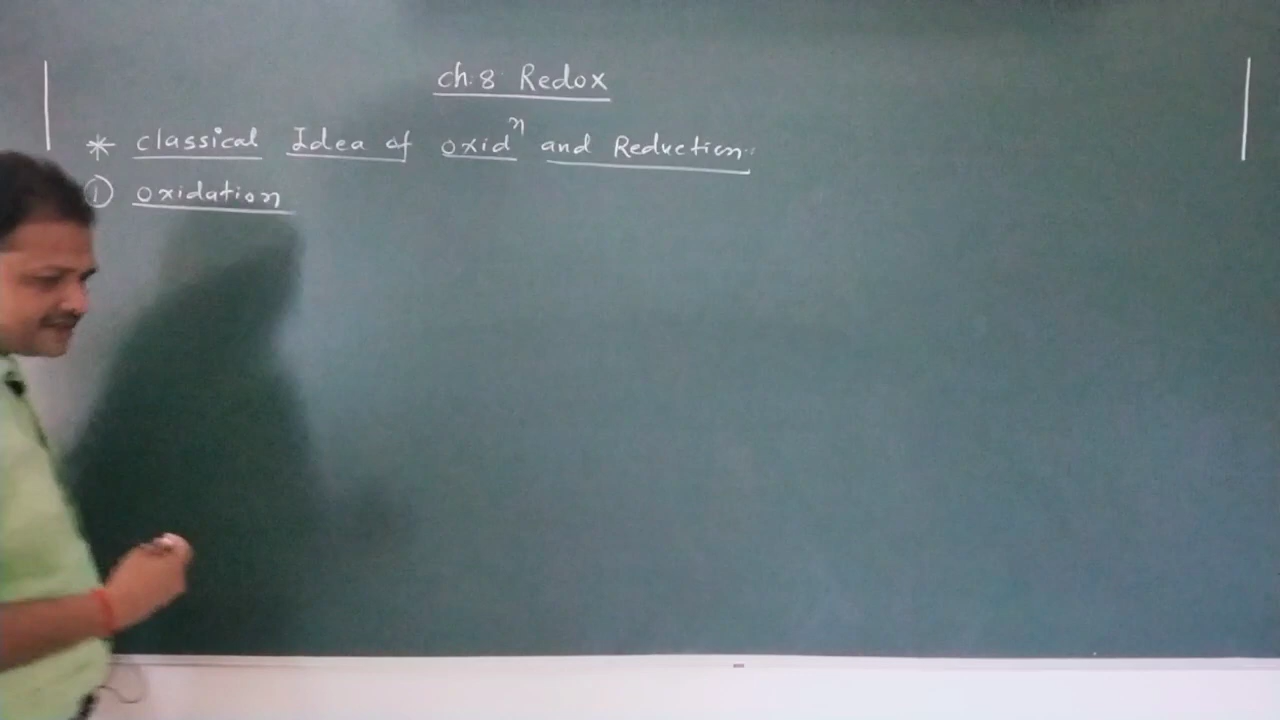 ch. 8 Redox
* classical Idea of oxidⁿ and Reduction.
① oxidation